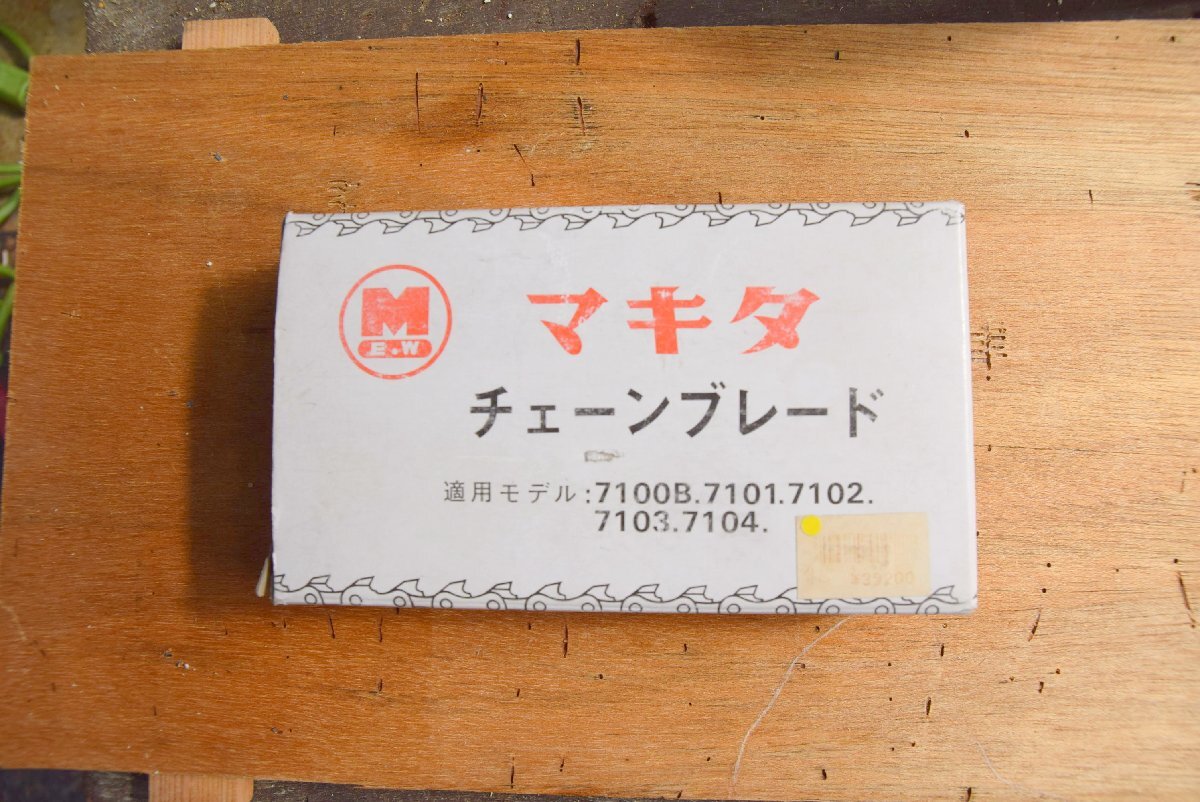 M
E.W
マキタ
チェーンブレード
適用モデル:7100B.7101.7102.
7103.7104.
¥39200